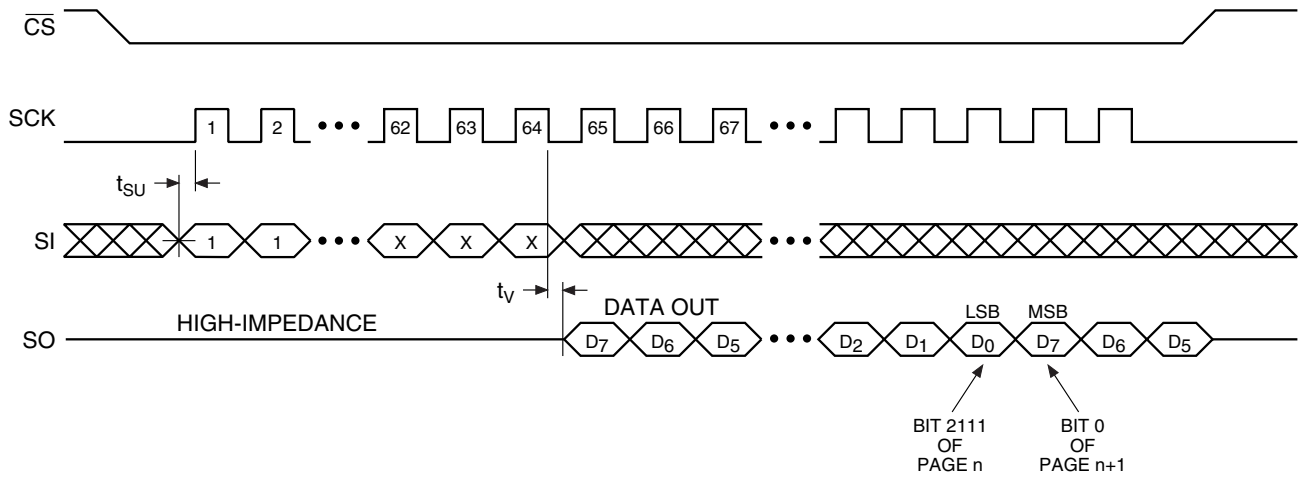 CS
SCK
1 2 ••• 62 63 64 65 66 67 •••
tSU
SI
1 1 ••• X X X •••
tV
DATA OUT
HIGH-IMPEDANCE
LSB MSB
SO
D7 D6 D5 ••• D2 D1 D0 D7 D6 D5
BIT 2111
OF
PAGE n
BIT 0
OF
PAGE n+1